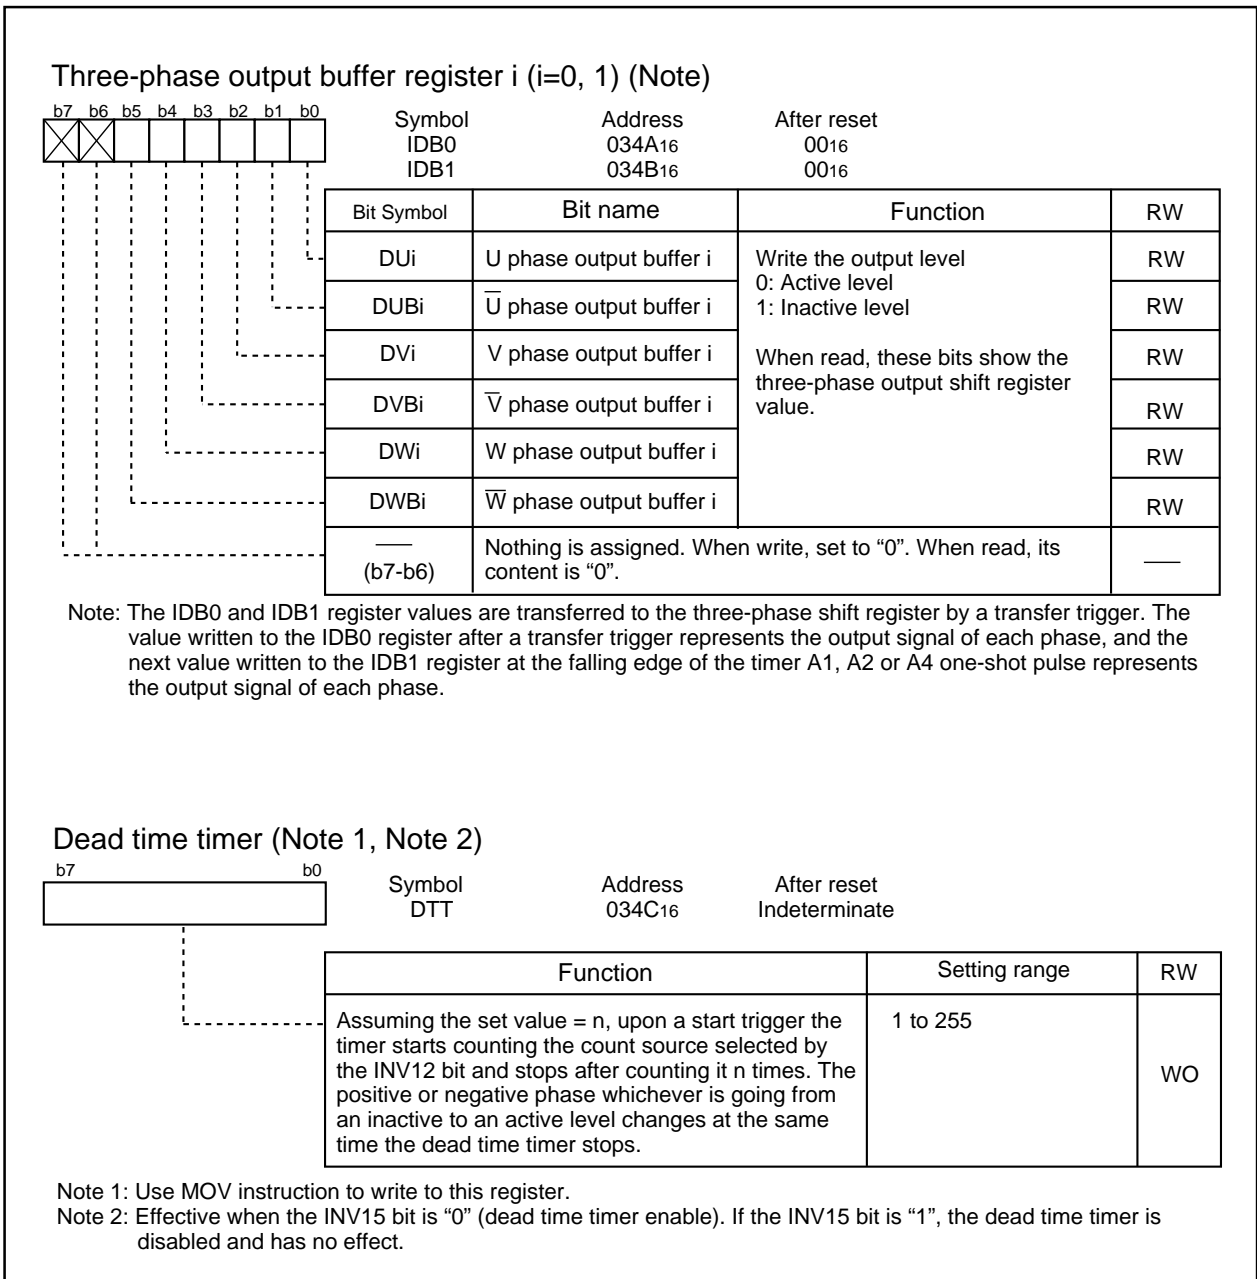 Three-phase output buffer register i (i=0, 1) (Note)
b7 b6 b5 b4 b3 b2 b1 b0
Symbol Address After reset
IDB0 034A16 0016
IDB1 034B16 0016
Bit Symbol Bit name Function RW
DUi U phase output buffer i Write the output level RW
0: Active level
DUBi U̅ phase output buffer i 1: Inactive level RW
DVi V phase output buffer i When read, these bits show the RW
three-phase output shift register
DVBi V̅ phase output buffer i value. RW
DWi W phase output buffer i RW
DWBi W̅ phase output buffer i RW
—— Nothing is assigned. When write, set to “0”. When read, its ——
(b7-b6) content is “0”.
Note: The IDB0 and IDB1 register values are transferred to the three-phase shift register by a transfer trigger. The
value written to the IDB0 register after a transfer trigger represents the output signal of each phase, and the
next value written to the IDB1 register at the falling edge of the timer A1, A2 or A4 one-shot pulse represents
the output signal of each phase.
Dead time timer (Note 1, Note 2)
b7 b0
Symbol Address After reset
DTT 034C16 Indeterminate
Function Setting range RW
Assuming the set value = n, upon a start trigger the 1 to 255
timer starts counting the count source selected by
the INV12 bit and stops after counting it n times. The WO
positive or negative phase whichever is going from
an inactive to an active level changes at the same
time the dead time timer stops.
Note 1: Use MOV instruction to write to this register.
Note 2: Effective when the INV15 bit is “0” (dead time timer enable). If the INV15 bit is “1”, the dead time timer is
disabled and has no effect.